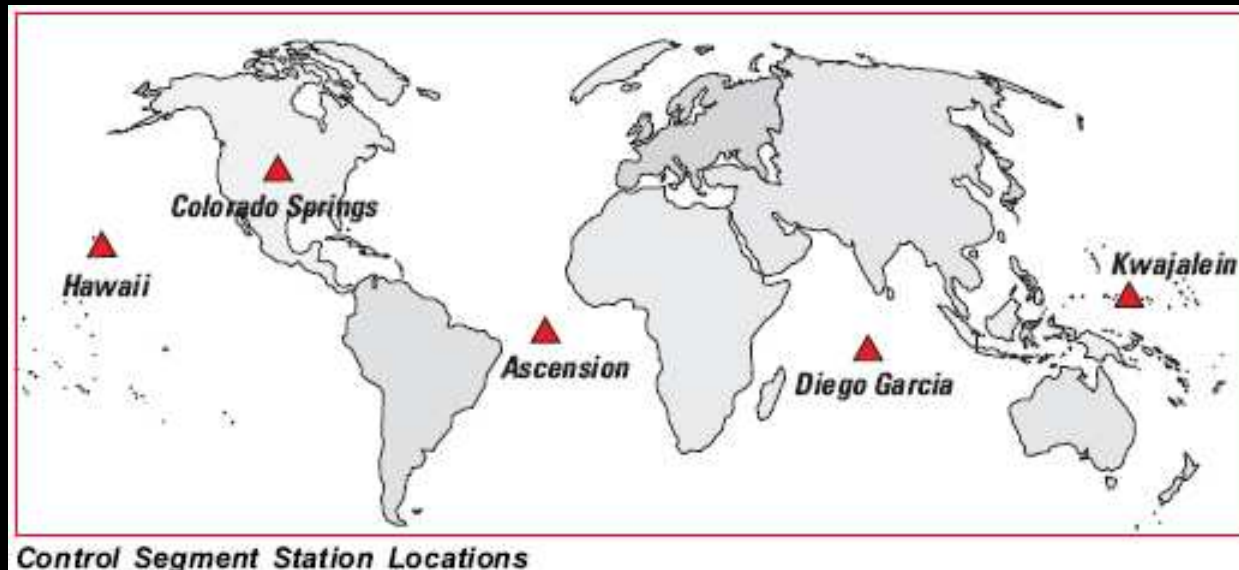 Colorado Springs
Hawaii
Kwajalein
Ascension
Diego Garcia
Control Segment Station Locations